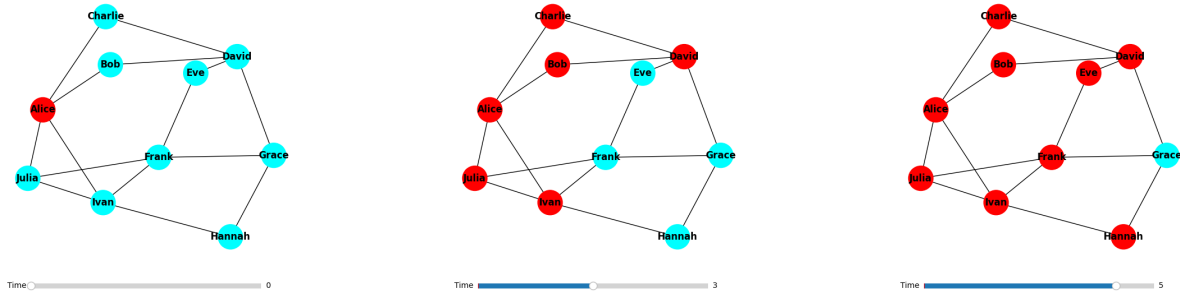 Charlie
David
Bob
Eve
Alice
Frank
Grace
Julia
Ivan
Hannah
Time 0
Charlie
David
Bob
Eve
Alice
Frank
Grace
Julia
Ivan
Hannah
Time 3
Charlie
David
Bob
Eve
Alice
Frank
Grace
Julia
Ivan
Hannah
Time 5